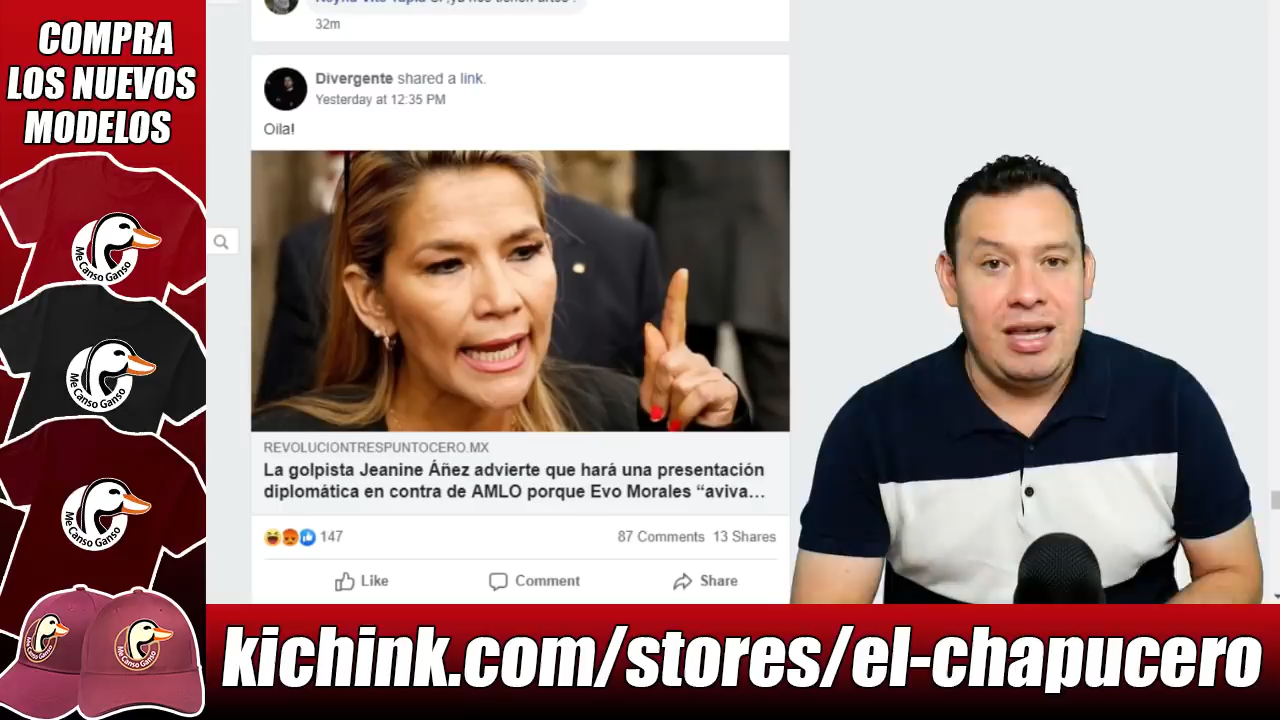 COMPRA
LOS NUEVOS
MODELOS
Me Canso Ganso
Me Canso Ganso
Me Canso Ganso
Me Canso Ganso
Me Canso Ganso
32m
Divergente shared a link.
Yesterday at 12:35 PM
Oila!
REVOLUCIONTRESPUNTOCERO.MX
La golpista Jeanine Áñez advierte que hará una presentación
diplomática en contra de AMLO porque Evo Morales “aviva...
147
87 Comments 13 Shares
Like Comment Share
kichink.com/stores/el-chapucero